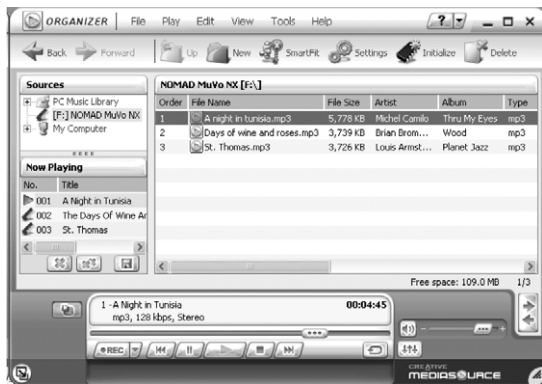 ORGANIZER File Play Edit View Tools Help ?
Back Forward Up New SmartFit Settings Initialize Delete
Sources
PC Music Library
[F:] NOMAD MuVo NX
My Computer
Now Playing
No. Title
001 A Night in Tunisia
002 The Days Of Wine Ar
003 St. Thomas
NOMAD MuVo NX [F:\]
Order File Name File Size Artist Album Type
1 A night in tunisia.mp3 5,778 KB Michel Camilo Thru My Eyes mp3
2 Days of wine and roses.mp3 3,739 KB Brian Brom... Wood mp3
3 St. Thomas.mp3 3,726 KB Louis Armst... Planet Jazz mp3
Free space: 109.0 MB 1/3
1 - A Night in Tunisia 00:04:45
mp3, 128 kbps, Stereo
REC
CREATIVE
MEDIASOURCE